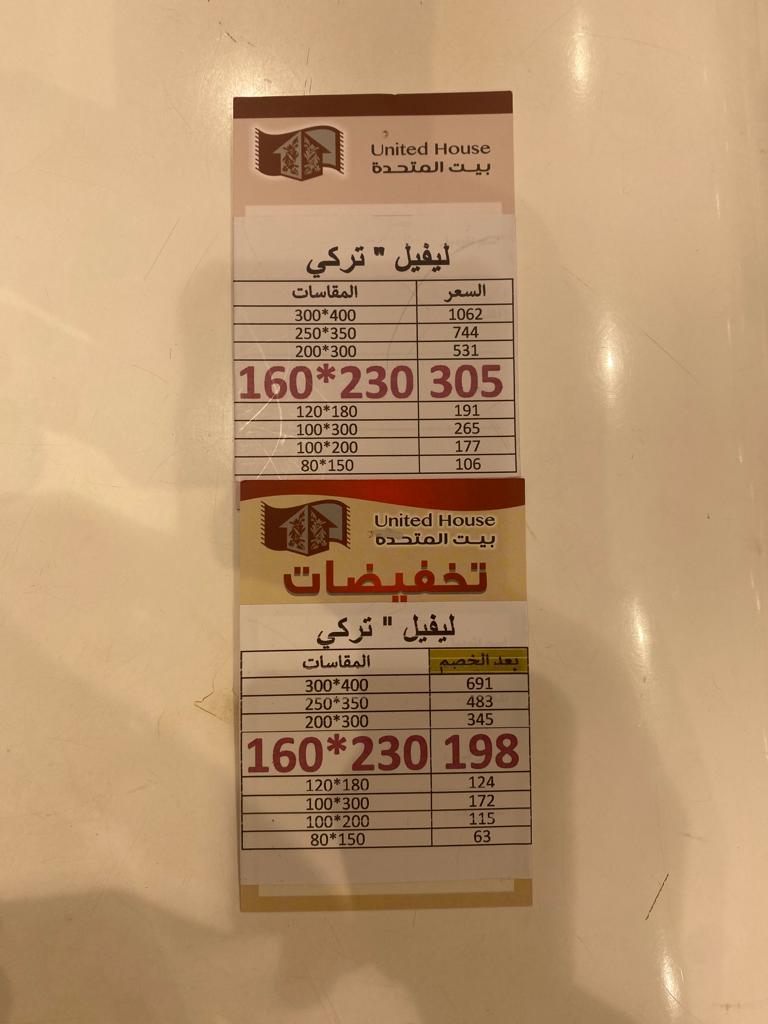 United House
بيت المتحدة
ليفيل " تركي
المقاسات السعر
300*400 1062
250*350 744
200*300 531
160*230 305
120*180 191
100*300 265
100*200 177
80*150 106
United House
بيت المتحدة
تخفيضات
ليفيل " تركي
المقاسات بعد الخصم
300*400 691
250*350 483
200*300 345
160*230 198
120*180 124
100*300 172
100*200 115
80*150 63